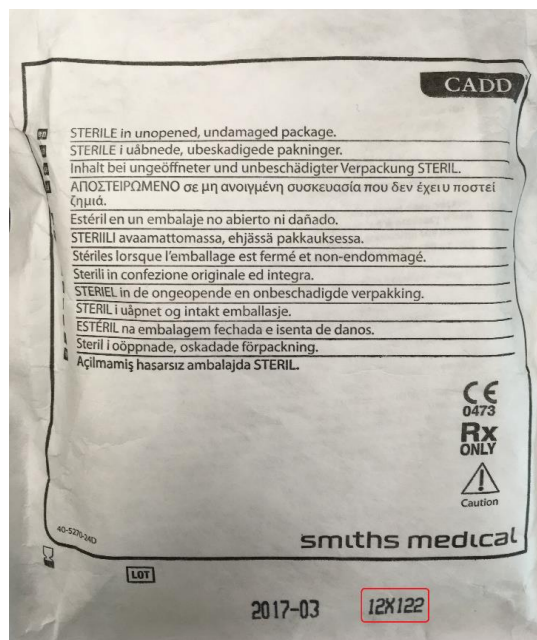 CADD
STERILE in unopened, undamaged package.
STERILE i uåbnede, ubeskadigede pakninger.
Inhalt bei ungeöffneter und unbeschädigter Verpackung STERIL.
ΑΠΟΣΤΕΙΡΩΜΕΝΟ σε μη ανοιγμένη συσκευασία που δεν έχει υποστεί
ζημιά.
Estéril en un embalaje no abierto ni dañado.
STERIILI avaamattomassa, ehjässä pakkauksessa.
Stériles lorsque l'emballage est fermé et non-endommagé.
Sterili in confezione originale ed integra.
STERIEL in de ongeopende en onbeschadigde verpakking.
STERIL i uåpnet og intakt emballasje.
ESTÉRIL na embalagem fechada e isenta de danos.
Steril i oöppnade, oskadade förpackning.
Açilmamiş hasarsız ambalajda STERIL.
CE
0473
Rx
ONLY
Caution
40-5270-24D
smiths medical
LOT
2017-03 12X122